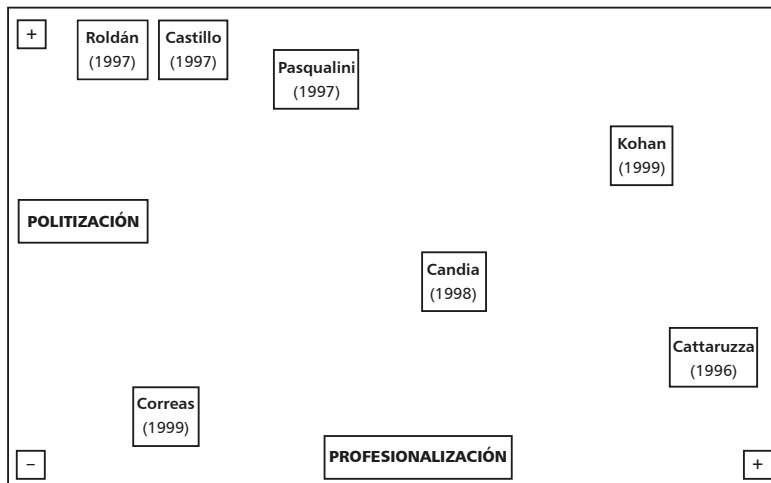 +
Roldán
(1997)
Castillo
(1997)
Pasqualini
(1997)
Kohan
(1999)
POLITIZACIÓN
Candia
(1998)
Cattaruzza
(1996)
Correas
(1999)
PROFESIONALIZACIÓN
–
+